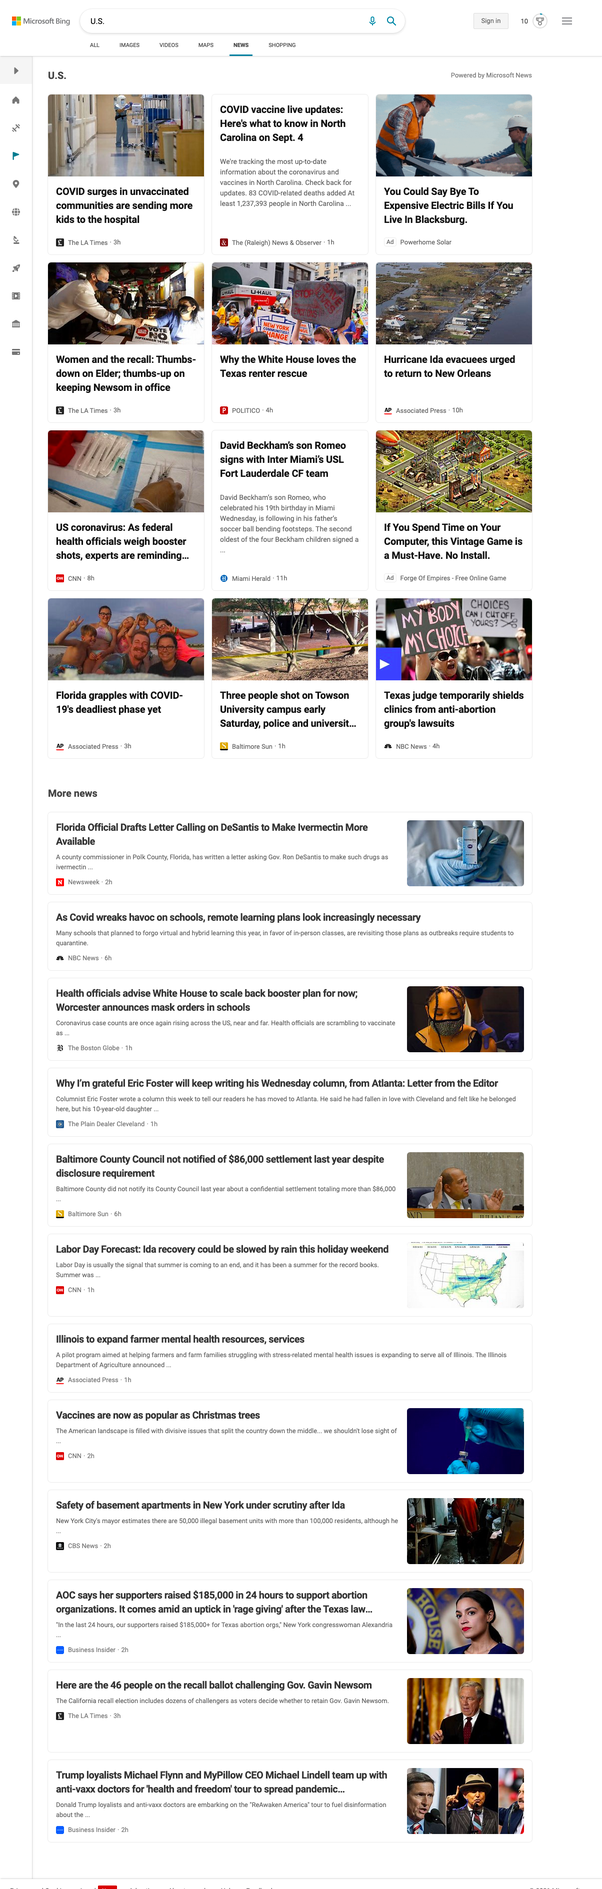 Microsoft Bing
U.S.
Sign in
10
ALL
IMAGES
VIDEOS
MAPS
NEWS
SHOPPING
U.S.
Powered by Microsoft News
COVID surges in unvaccinated
communities are sending more
kids to the hospital
The LA Times · 3h
COVID vaccine live updates:
Here's what to know in North
Carolina on Sept. 4
We're tracking the most up-to-date
information about the coronavirus and
vaccines in North Carolina. Check back for
updates. 83 COVID-related deaths added At
least 1,237,393 people in North Carolina ...
The (Raleigh) News & Observer · 1h
You Could Say Bye To
Expensive Electric Bills If You
Live In Blacksburg.
Ad Powerhome Solar
VOTE
NO
Women and the recall: Thumbs-
down on Elder; thumbs-up on
keeping Newsom in office
The LA Times · 3h
U-HAUL
NEW YORK
CHANGE
Why the White House loves the
Texas renter rescue
POLITICO · 4h
Hurricane Ida evacuees urged
to return to New Orleans
AP Associated Press · 10h
US coronavirus: As federal
health officials weigh booster
shots, experts are reminding...
CNN · 8h
David Beckham's son Romeo
signs with Inter Miami's USL
Fort Lauderdale CF team
David Beckham's son Romeo, who
celebrated his 19th birthday in Miami
Wednesday, is following in his father's
soccer ball bending footsteps. The second
oldest of the four Beckham children signed a
...
Miami Herald · 11h
If You Spend Time on Your
Computer, this Vintage Game is
a Must-Have. No Install.
Ad Forge Of Empires - Free Online Game
Florida grapples with COVID-
19's deadliest phase yet
AP Associated Press · 3h
Three people shot on Towson
University campus early
Saturday, police and universit...
Baltimore Sun · 1h
MY BODY
MY CHOICE
CHOICES
CAN I CUT OFF
YOURS?
Texas judge temporarily shields
clinics from anti-abortion
group's lawsuits
NBC News · 4h
More news
Florida Official Drafts Letter Calling on DeSantis to Make Ivermectin More
Available
A county commissioner in Polk County, Florida, has written a letter asking Gov. Ron DeSantis to make such drugs as
ivermectin ...
N Newsweek · 2h
As Covid wreaks havoc on schools, remote learning plans look increasingly necessary
Many schools that planned to forgo virtual and hybrid learning this year, in favor of in-person classes, are revisiting those plans as outbreaks require students to
quarantine.
NBC News · 6h
Health officials advise White House to scale back booster plan for now;
Worcester announces mask orders in schools
Coronavirus case counts are once again rising across the US, near and far. Health officials are scrambling to vaccinate
as ...
The Boston Globe · 1h
Why I'm grateful Eric Foster will keep writing his Wednesday column, from Atlanta: Letter from the Editor
Columnist Eric Foster wrote a column this week to tell our readers he has moved to Atlanta. He said he had fallen in love with Cleveland and felt like he belonged
here, but his 10-year-old daughter ...
The Plain Dealer Cleveland · 1h
Baltimore County Council not notified of $86,000 settlement last year despite
disclosure requirement
Baltimore County did not notify its County Council last year about a confidential settlement totaling more than $86,000
...
Baltimore Sun · 6h
Labor Day Forecast: Ida recovery could be slowed by rain this holiday weekend
Labor Day is usually the signal that summer is coming to an end, and it has been a summer for the record books.
Summer was ...
CNN · 1h
Illinois to expand farmer mental health resources, services
A pilot program aimed at helping farmers and farm families struggling with stress-related mental health issues is expanding to serve all of Illinois. The Illinois
Department of Agriculture announced ...
AP Associated Press · 1h
Vaccines are now as popular as Christmas trees
The American landscape is filled with divisive issues that split the country down the middle... we shouldn't lose sight of
...
CNN · 2h
Safety of basement apartments in New York under scrutiny after Ida
New York City's mayor estimates there are 50,000 illegal basement units with more than 100,000 residents, although he
...
CBS News · 2h
AOC says her supporters raised $185,000 in 24 hours to support abortion
organizations. It comes amid an uptick in 'rage giving' after the Texas law...
"In the last 24 hours, our supporters raised $185,000+ for Texas abortion orgs," New York congresswoman Alexandria
...
Business Insider · 2h
HOUSE
Here are the 46 people on the recall ballot challenging Gov. Gavin Newsom
The California recall election includes dozens of challengers as voters decide whether to retain Gov. Gavin Newsom.
The LA Times · 3h
Trump loyalists Michael Flynn and MyPillow CEO Michael Lindell team up with
anti-vaxx doctors for 'health and freedom' tour to spread pandemic...
Donald Trump loyalists and anti-vaxx doctors are embarking on the "ReAwaken America" tour to fuel disinformation
about the ...
Business Insider · 2h